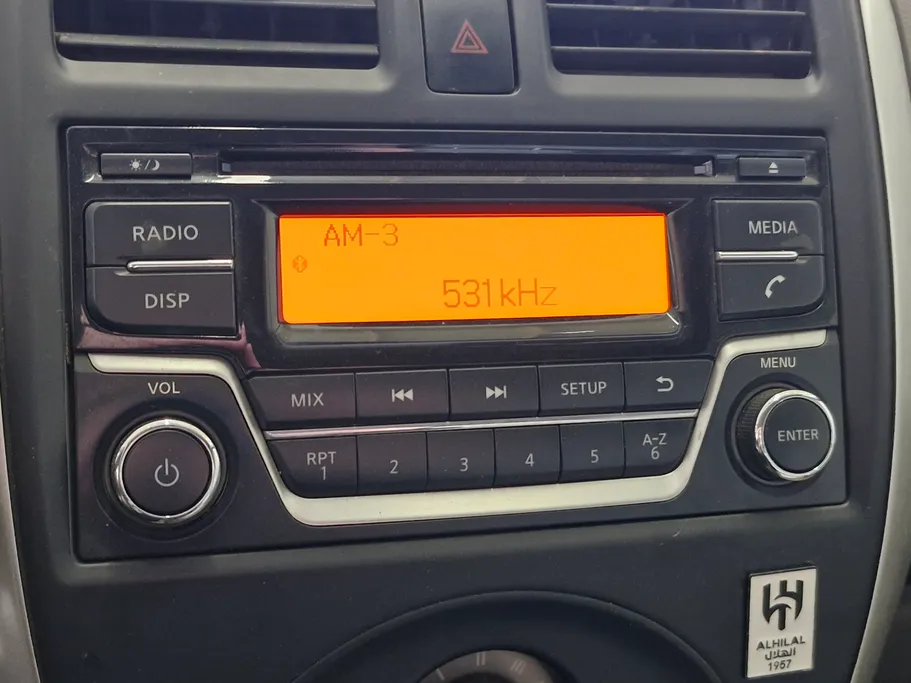 RADIO
DISP
AM-3
531kHz
MEDIA
VOL
MIX
SETUP
MENU
ENTER
RPT
1
2
3
4
5
A-Z
6
ALHILAL
الهلال
1957